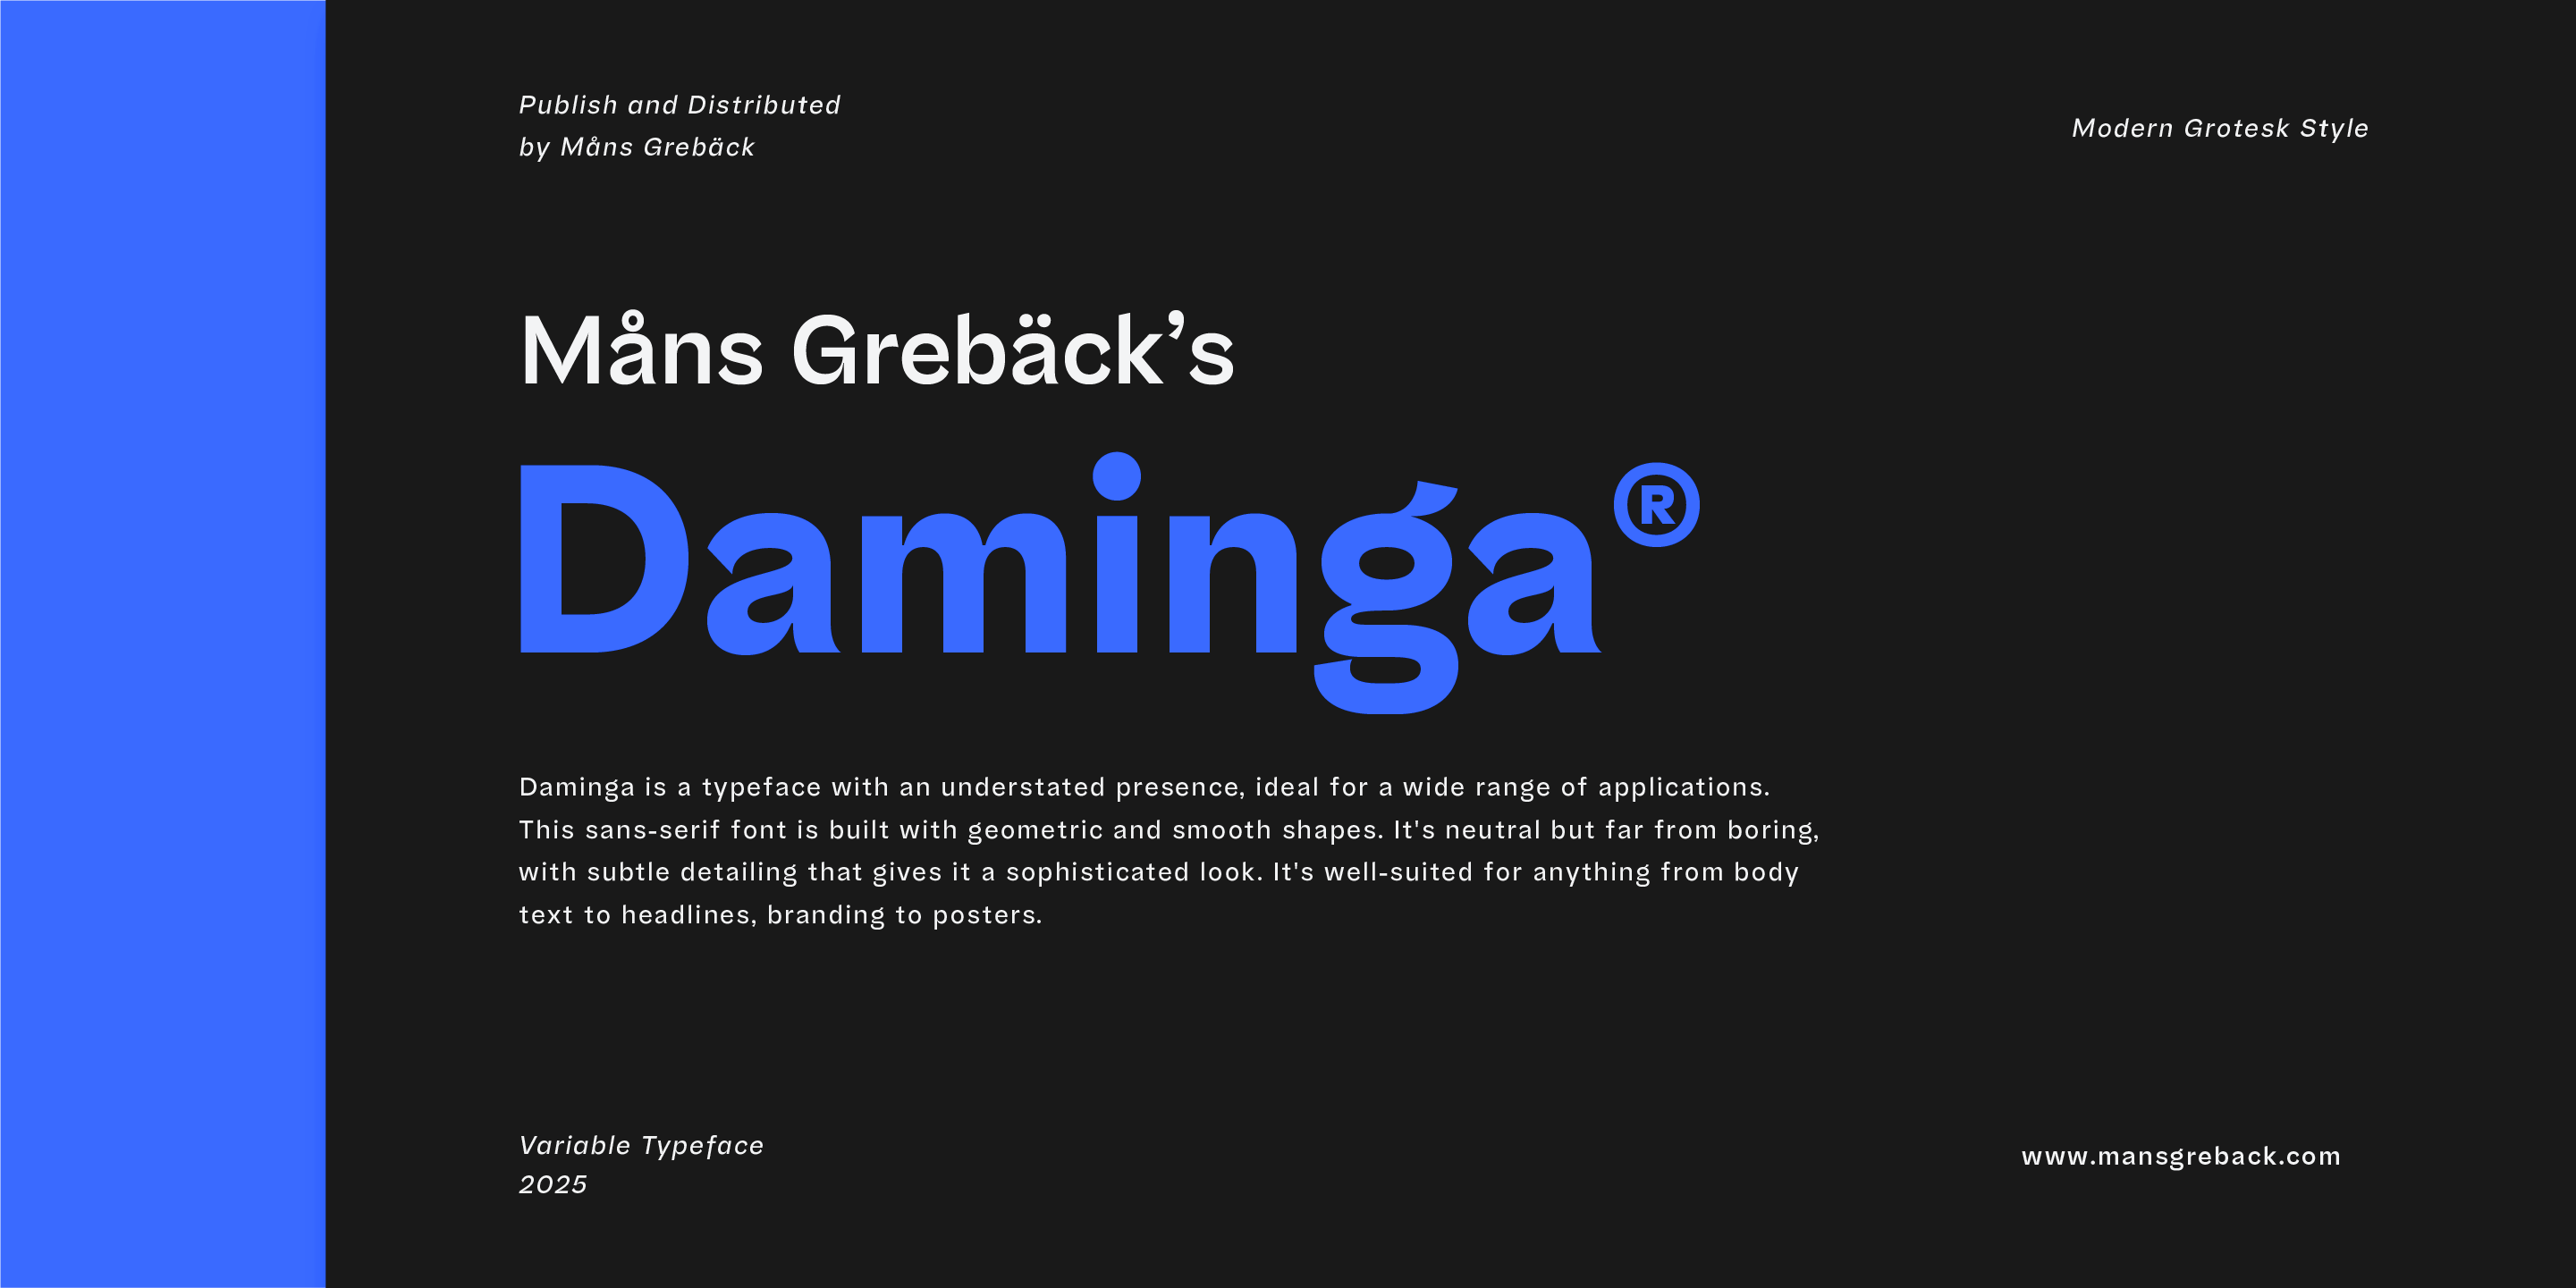 Publish and Distributed
by Måns Grebäck
Modern Grotesk Style
Måns Grebäck’s
Daminga®
Daminga is a typeface with an understated presence, ideal for a wide range of applications.
This sans-serif font is built with geometric and smooth shapes. It's neutral but far from boring,
with subtle detailing that gives it a sophisticated look. It's well-suited for anything from body
text to headlines, branding to posters.
Variable Typeface
2025
www.mansgreback.com